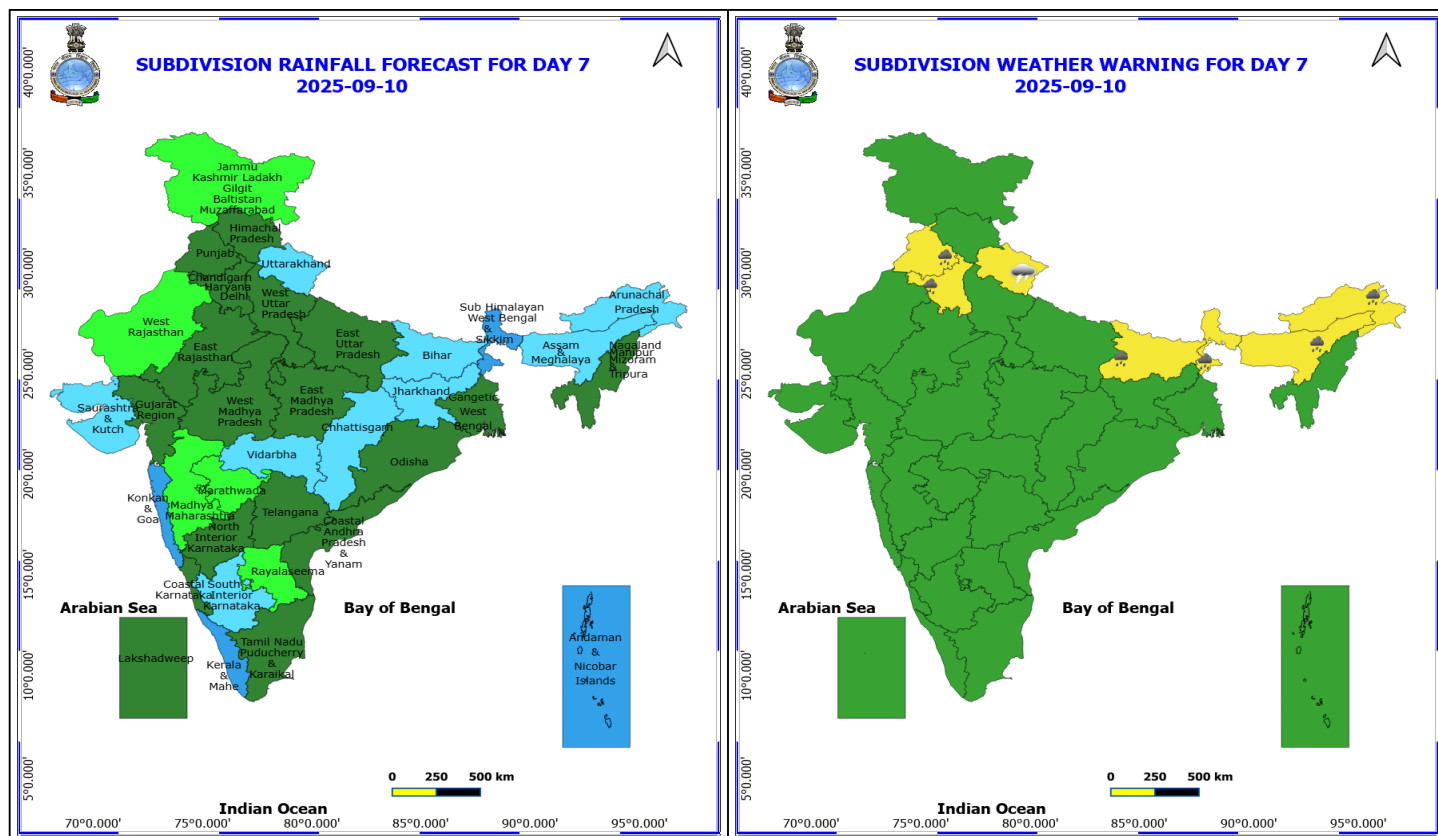 SUBDIVISION RAINFALL FORECAST FOR DAY 7
2025-09-10
40°0.000'
35°0.000'
30°0.000'
25°0.000'
20°0.000'
15°0.000'
10°0.000'
5°0.000'
Jammu
Kashmir Ladakh
Gilgit
Baltistan
Muzaffarabad
Himachal
Pradesh
Punjab
Uttarakhand
Chandigarh
Haryana
Delhi
West
Uttar
Pradesh
West
Rajasthan
East
Rajasthan
East
Uttar
Pradesh
Sub Himalayan
West Bengal
&
Sikkim
Arunachal
Pradesh
Assam
&
Meghalaya
Nagaland
Manipur
Mizoram
&
Tripura
Bihar
Jharkhand
Gangetic
West
Bengal
Saurashtra
&
Kutch
Gujarat
Region
West
Madhya
Pradesh
East
Madhya
Pradesh
Chhattisgarh
Vidarbha
Odisha
Konkan
&
Goa
Madhya
Maharashtra
Marathwada
Telangana
North
Interior
Karnataka
Coastal
Andhra
Pradesh
&
Yanam
Rayalaseema
Coastal
Karnataka
South
Interior
Karnataka
Arabian Sea
Bay of Bengal
Lakshadweep
Kerala
&
Mahe
Tamil Nadu
Puducherry
&
Karaikal
Andaman
&
Nicobar
Islands
0 250 500 km
Indian Ocean
70°0.000' 75°0.000' 80°0.000' 85°0.000' 90°0.000' 95°0.000'
SUBDIVISION WEATHER WARNING FOR DAY 7
2025-09-10
40°0.000'
35°0.000'
30°0.000'
25°0.000'
20°0.000'
15°0.000'
10°0.000'
5°0.000'
Arabian Sea
Bay of Bengal
0 250 500 km
Indian Ocean
70°0.000' 75°0.000' 80°0.000' 85°0.000' 90°0.000' 95°0.000'